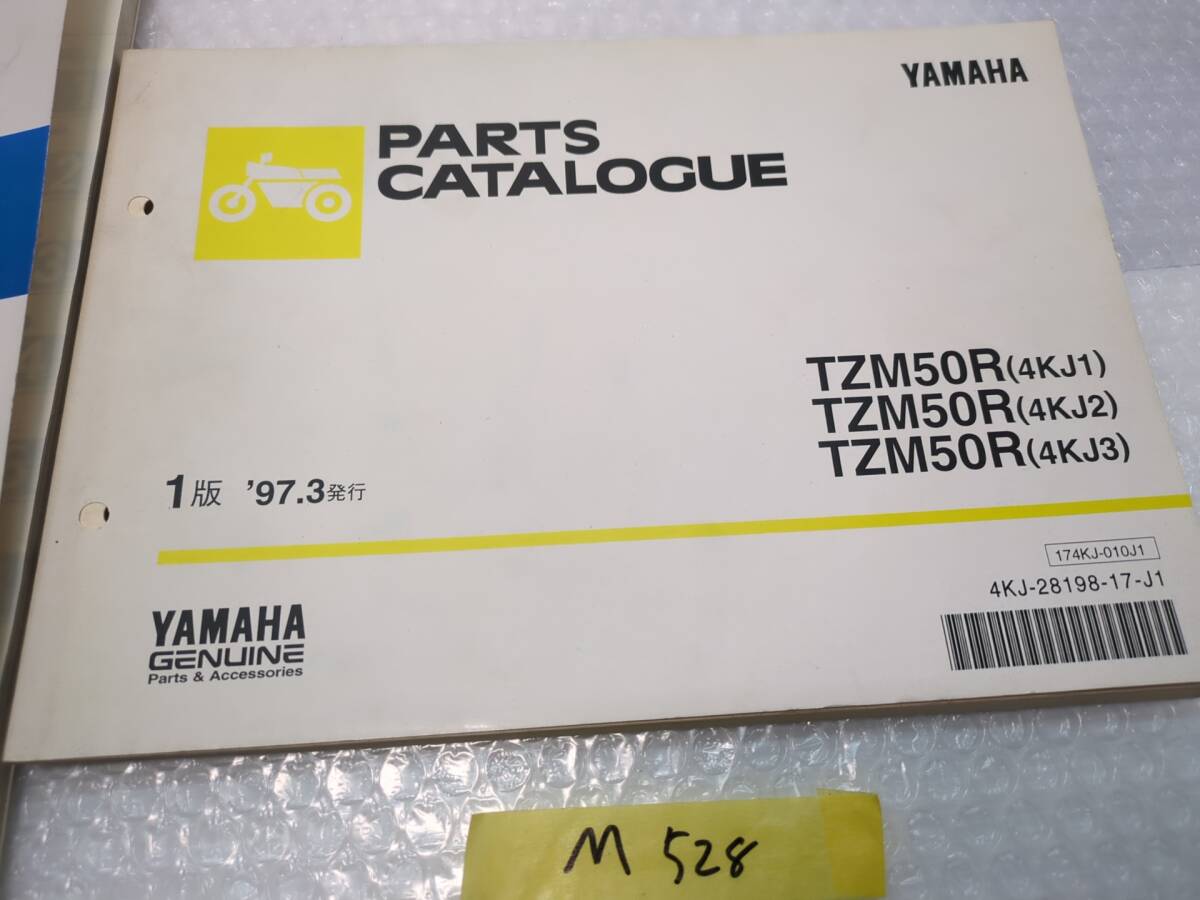 YAMAHA
PARTS
CATALOGUE
TZM50R(4KJ1)
TZM50R(4KJ2)
TZM50R(4KJ3)
1版 '97.3発行
174KJ-010J1
4KJ-28198-17-J1
YAMAHA
GENUINE
Parts & Accessories
M 528